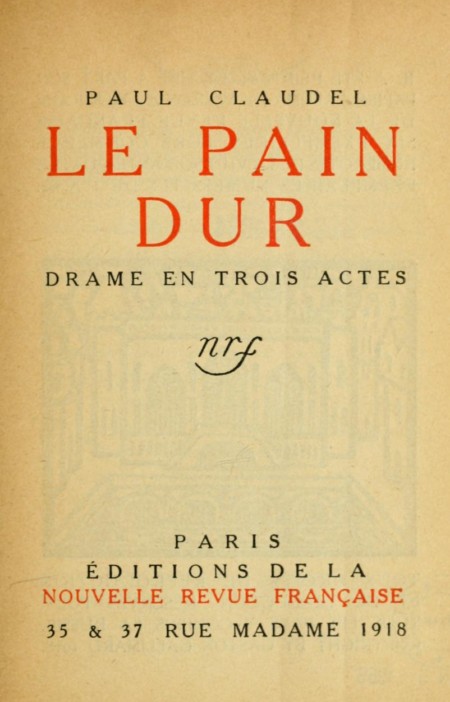 PAUL CLAUDEL
LE PAIN
DUR
DRAME EN TROIS ACTES
nrf
PARIS
ÉDITIONS DE LA
NOUVELLE REVUE FRANÇAISE
35 & 37 RUE MADAME 1918